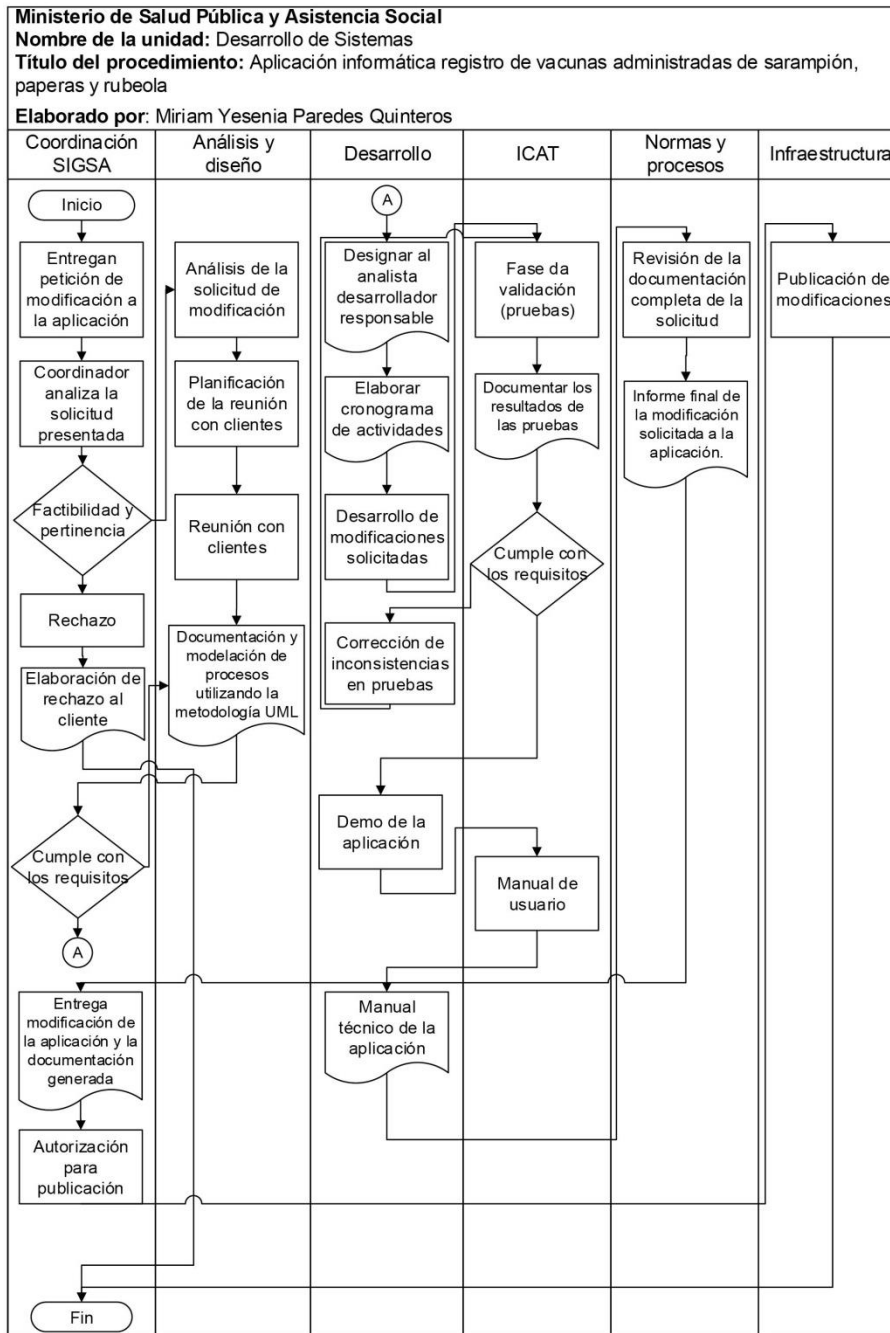 Ministerio de Salud Pública y Asistencia Social
Nombre de la unidad: Desarrollo de Sistemas
Título del procedimiento: Aplicación informática registro de vacunas administradas de sarampión,
paperas y rubeola
Elaborado por: Miriam Yesenia Paredes Quinteros
Coordinación
SIGSA
Análisis y
diseño
Desarrollo
ICAT
Normas y
procesos
Infraestructura
Inicio
Entregan
petición de
modificación a
la aplicación
Coordinador
analiza la
solicitud
presentada
Factibilidad y
pertinencia
Rechazo
Elaboración de
rechazo al
cliente
Cumple con
los requisitos
A
Entrega
modificación de
la aplicación y la
documentación
generada
Autorización
para
publicación
Fin
Análisis de la
solicitud de
modificación
Planificación
de la reunión
con clientes
Reunión con
clientes
Documentación y
modelación de
procesos
utilizando la
metodología UML
A
Designar al
analista
desarrollador
responsable
Elaborar
cronograma
de actividades
Desarrollo de
modificaciones
solicitadas
Corrección de
inconsistencias
en pruebas
Demo de la
aplicación
Manual
técnico de la
aplicación
Fase da
validación
(pruebas)
Documentar los
resultados de
las pruebas
Cumple con
los requisitos
Manual de
usuario
Revisión de la
documentación
completa de la
solicitud
Informe final de
la modificación
solicitada a la
aplicación.
Publicación de
modificaciones